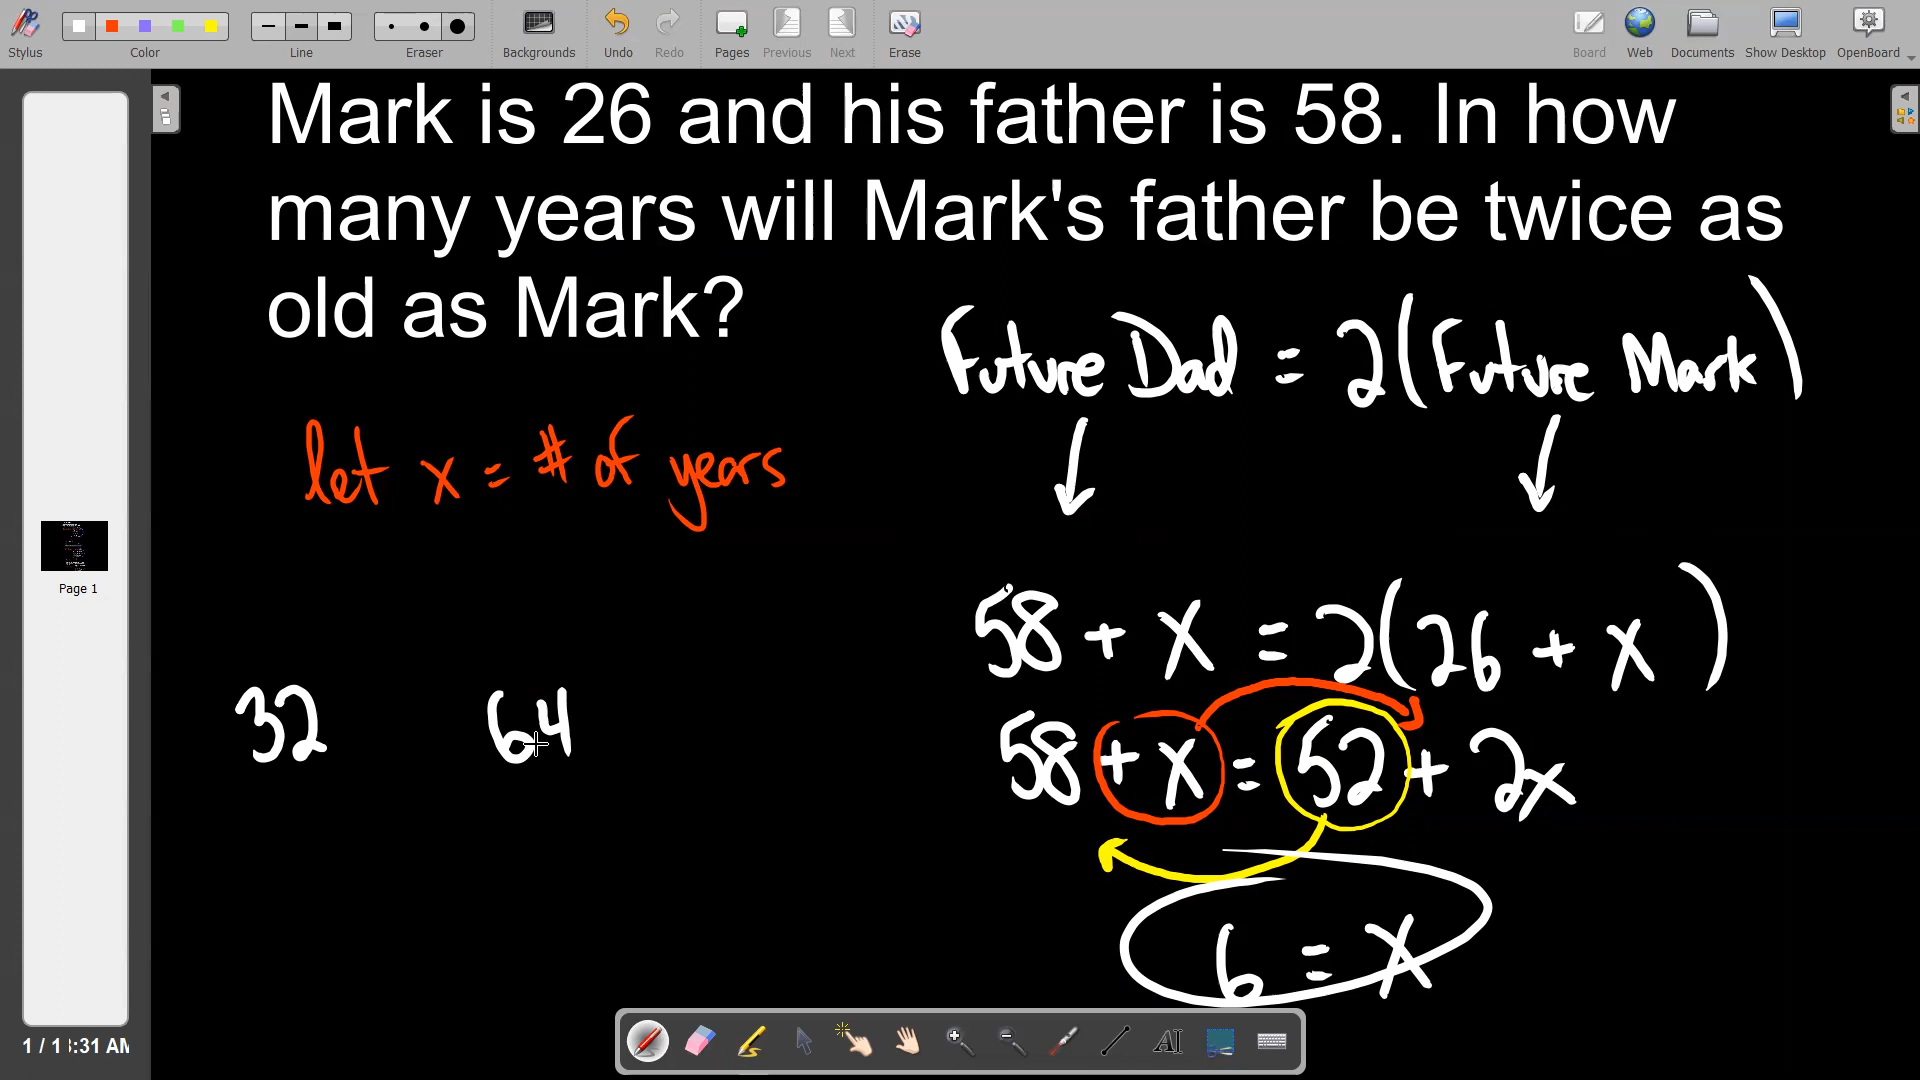 Stylus Color Line Eraser Backgrounds Undo Redo Pages Previous Next Erase Board Web Documents Show Desktop OpenBoard
Mark is 26 and his father is 58. In how
many years will Mark's father be twice as
old as Mark?
Future Dad = 2(Future Mark)
let x = # of years
58 + x = 2(26 + x)
32 64
58 + x = 52 + 2x
6 = x
Page 1
1 / 1 :31 AM